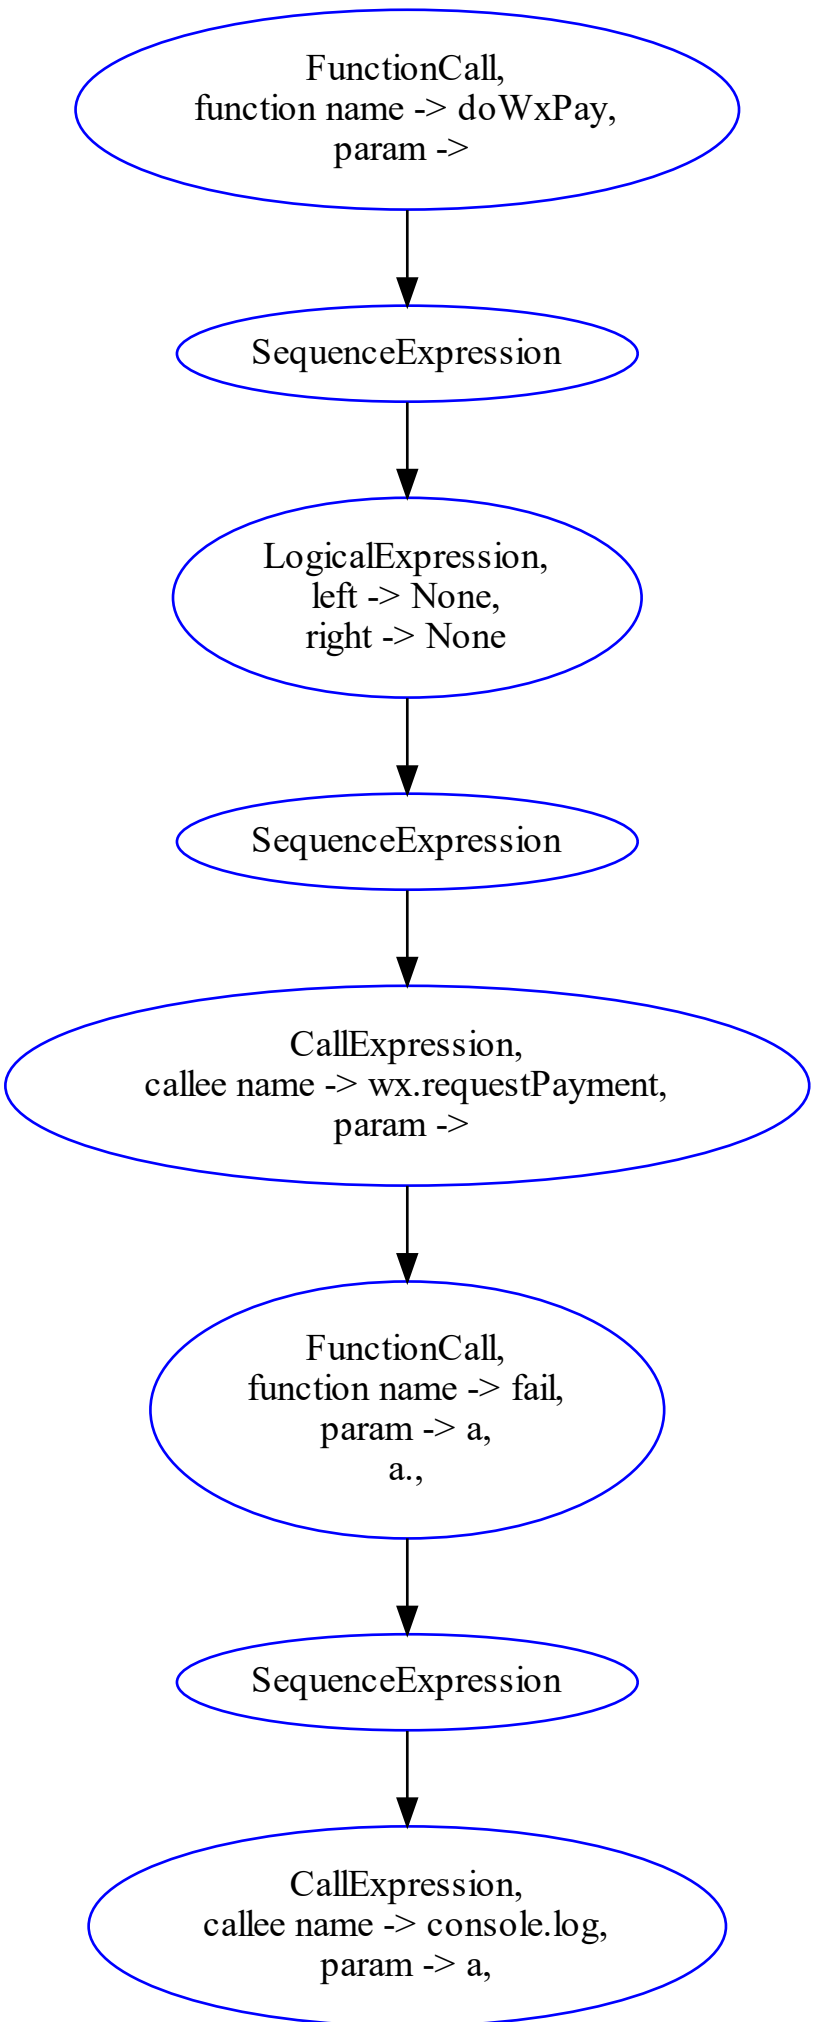 FunctionCall,
function name -> doWxPay,
param ->
SequenceExpression
LogicalExpression,
left -> None,
right -> None
SequenceExpression
CallExpression,
callee name -> wx.requestPayment,
param ->
FunctionCall,
function name -> fail,
param -> a,
a.,
SequenceExpression
CallExpression,
callee name -> console.log,
param -> a,